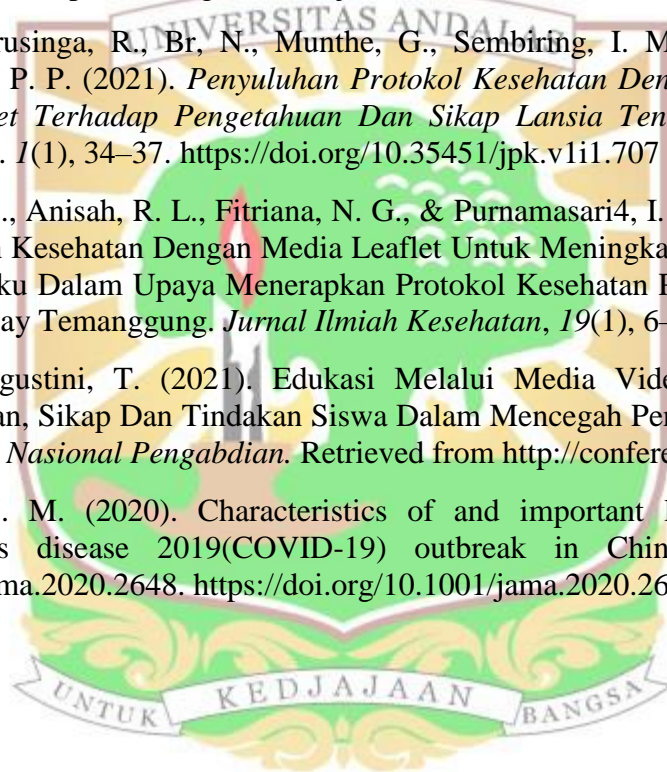 UNIVERSITAS ANDALAS
rusinga, R., Br, N., Munthe, G., Sembiring, I. M
P. P. (2021). Penyuluhan Protokol Kesehatan Den
et Terhadap Pengetahuan Dan Sikap Lansia Ten
. 1(1), 34–37. https://doi.org/10.35451/jpk.v1i1.707
., Anisah, R. L., Fitriana, N. G., & Purnamasari4, I.
n Kesehatan Dengan Media Leaflet Untuk Meningka
ku Dalam Upaya Menerapkan Protokol Kesehatan P
ay Temanggung. Jurnal Ilmiah Kesehatan, 19(1), 6–
gustini, T. (2021). Edukasi Melalui Media Vide
an, Sikap Dan Tindakan Siswa Dalam Mencegah Per
Nasional Pengabdian. Retrieved from http://confere
. M. (2020). Characteristics of and important
s disease 2019(COVID-19) outbreak in Chin
ma.2020.2648. https://doi.org/10.1001/jama.2020.26
UNTUK KEDJAJAAN BANGSA